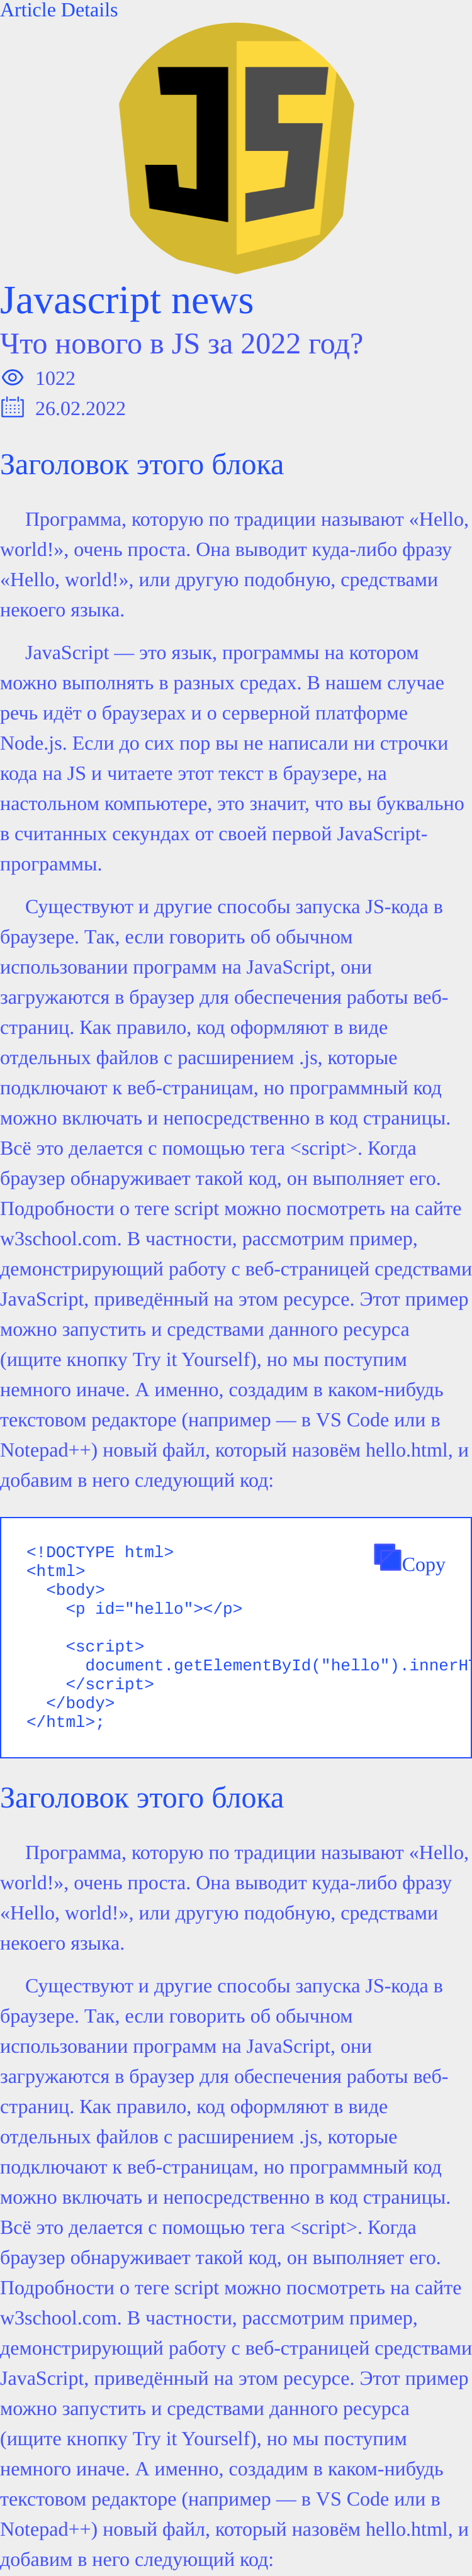 Article Details
JS
Javascript news
Что нового в JS за 2022 год?
1022
26.02.2022
Заголовок этого блока
Программа, которую по традиции называют «Hello,
world!», очень проста. Она выводит куда-либо фразу
«Hello, world!», или другую подобную, средствами
некоего языка.
JavaScript — это язык, программы на котором
можно выполнять в разных средах. В нашем случае
речь идёт о браузерах и о серверной платформе
Node.js. Если до сих пор вы не написали ни строчки
кода на JS и читаете этот текст в браузере, на
настольном компьютере, это значит, что вы буквально
в считанных секундах от своей первой JavaScript-
программы.
Существуют и другие способы запуска JS-кода в
браузере. Так, если говорить об обычном
использовании программ на JavaScript, они
загружаются в браузер для обеспечения работы веб-
страниц. Как правило, код оформляют в виде
отдельных файлов с расширением .js, которые
подключают к веб-страницам, но программный код
можно включать и непосредственно в код страницы.
Всё это делается с помощью тега <script>. Когда
браузер обнаруживает такой код, он выполняет его.
Подробности о теге script можно посмотреть на сайте
w3school.com. В частности, рассмотрим пример,
демонстрирующий работу с веб-страницей средствами
JavaScript, приведённый на этом ресурсе. Этот пример
можно запустить и средствами данного ресурса
(ищите кнопку Try it Yourself), но мы поступим
немного иначе. А именно, создадим в каком-нибудь
текстовом редакторе (например — в VS Code или в
Notepad++) новый файл, который назовём hello.html, и
добавим в него следующий код:
Copy
<!DOCTYPE html>
<html>
  <body>
    <p id="hello"></p>

    <script>
      document.getElementById("hello").innerHT
    </script>
  </body>
</html>;
Заголовок этого блока
Программа, которую по традиции называют «Hello,
world!», очень проста. Она выводит куда-либо фразу
«Hello, world!», или другую подобную, средствами
некоего языка.
Существуют и другие способы запуска JS-кода в
браузере. Так, если говорить об обычном
использовании программ на JavaScript, они
загружаются в браузер для обеспечения работы веб-
страниц. Как правило, код оформляют в виде
отдельных файлов с расширением .js, которые
подключают к веб-страницам, но программный код
можно включать и непосредственно в код страницы.
Всё это делается с помощью тега <script>. Когда
браузер обнаруживает такой код, он выполняет его.
Подробности о теге script можно посмотреть на сайте
w3school.com. В частности, рассмотрим пример,
демонстрирующий работу с веб-страницей средствами
JavaScript, приведённый на этом ресурсе. Этот пример
можно запустить и средствами данного ресурса
(ищите кнопку Try it Yourself), но мы поступим
немного иначе. А именно, создадим в каком-нибудь
текстовом редакторе (например — в VS Code или в
Notepad++) новый файл, который назовём hello.html, и
добавим в него следующий код: